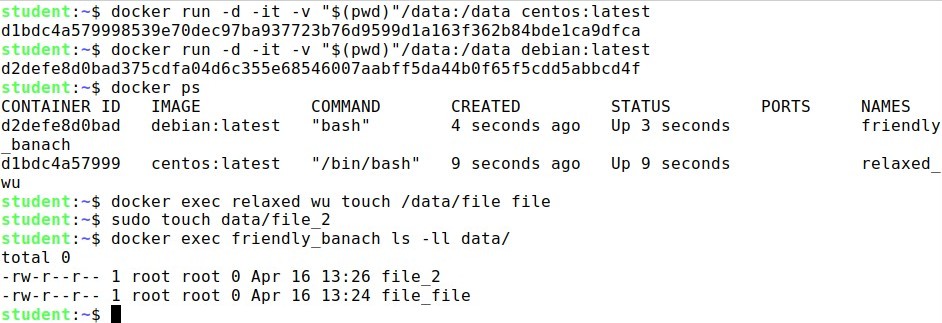 student:~$ docker run -d -it -v "$(pwd)"/data:/data centos:latest
d1bdc4a579998539e70dec97ba937723b76d9599d1a163f362b84bde1ca9dfca
student:~$ docker run -d -it -v "$(pwd)"/data:/data debian:latest
d2defe8d0bad375cdfa04d6c355e68546007aabff5da44b0f65f5cdd5abbcd4f
student:~$ docker ps
CONTAINER ID   IMAGE           COMMAND       CREATED         STATUS         PORTS     NAMES
d2defe8d0bad   debian:latest   "bash"        4 seconds ago   Up 3 seconds             friendly
_banach
d1bdc4a57999   centos:latest   "/bin/bash"   9 seconds ago   Up 9 seconds             relaxed_
wu
student:~$ docker exec relaxed wu touch /data/file file
student:~$ sudo touch data/file_2
student:~$ docker exec friendly_banach ls -ll data/
total 0
-rw-r--r-- 1 root root 0 Apr 16 13:26 file_2
-rw-r--r-- 1 root root 0 Apr 16 13:24 file_file
student:~$